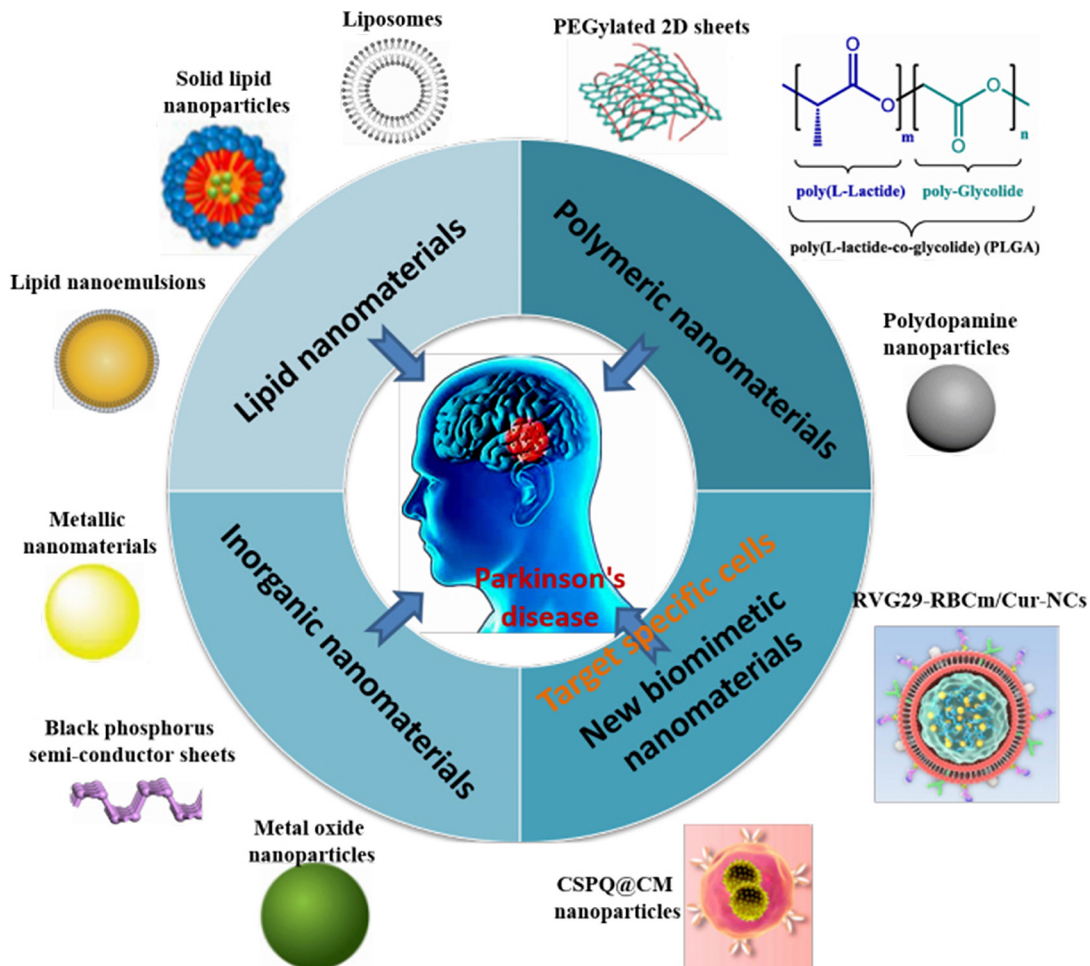 Liposomes
PEGylated 2D sheets
Solid lipid
nanoparticles
O
O
O
O
m
n
poly(L-Lactide)
poly-Glycolide
poly(L-lactide-co-glycolide) (PLGA)
Lipid nanoemulsions
Lipid nanomaterials
Polymeric nanomaterials
Polydopamine
nanoparticles
Metallic
nanomaterials
Inorganic nanomaterials
Parkinson's
disease
Target specific cells
New biomimetic
nanomaterials
RVG29-RBCm/Cur-NCs
Black phosphorus
semi-conductor sheets
Metal oxide
nanoparticles
CSPQ@CM
nanoparticles